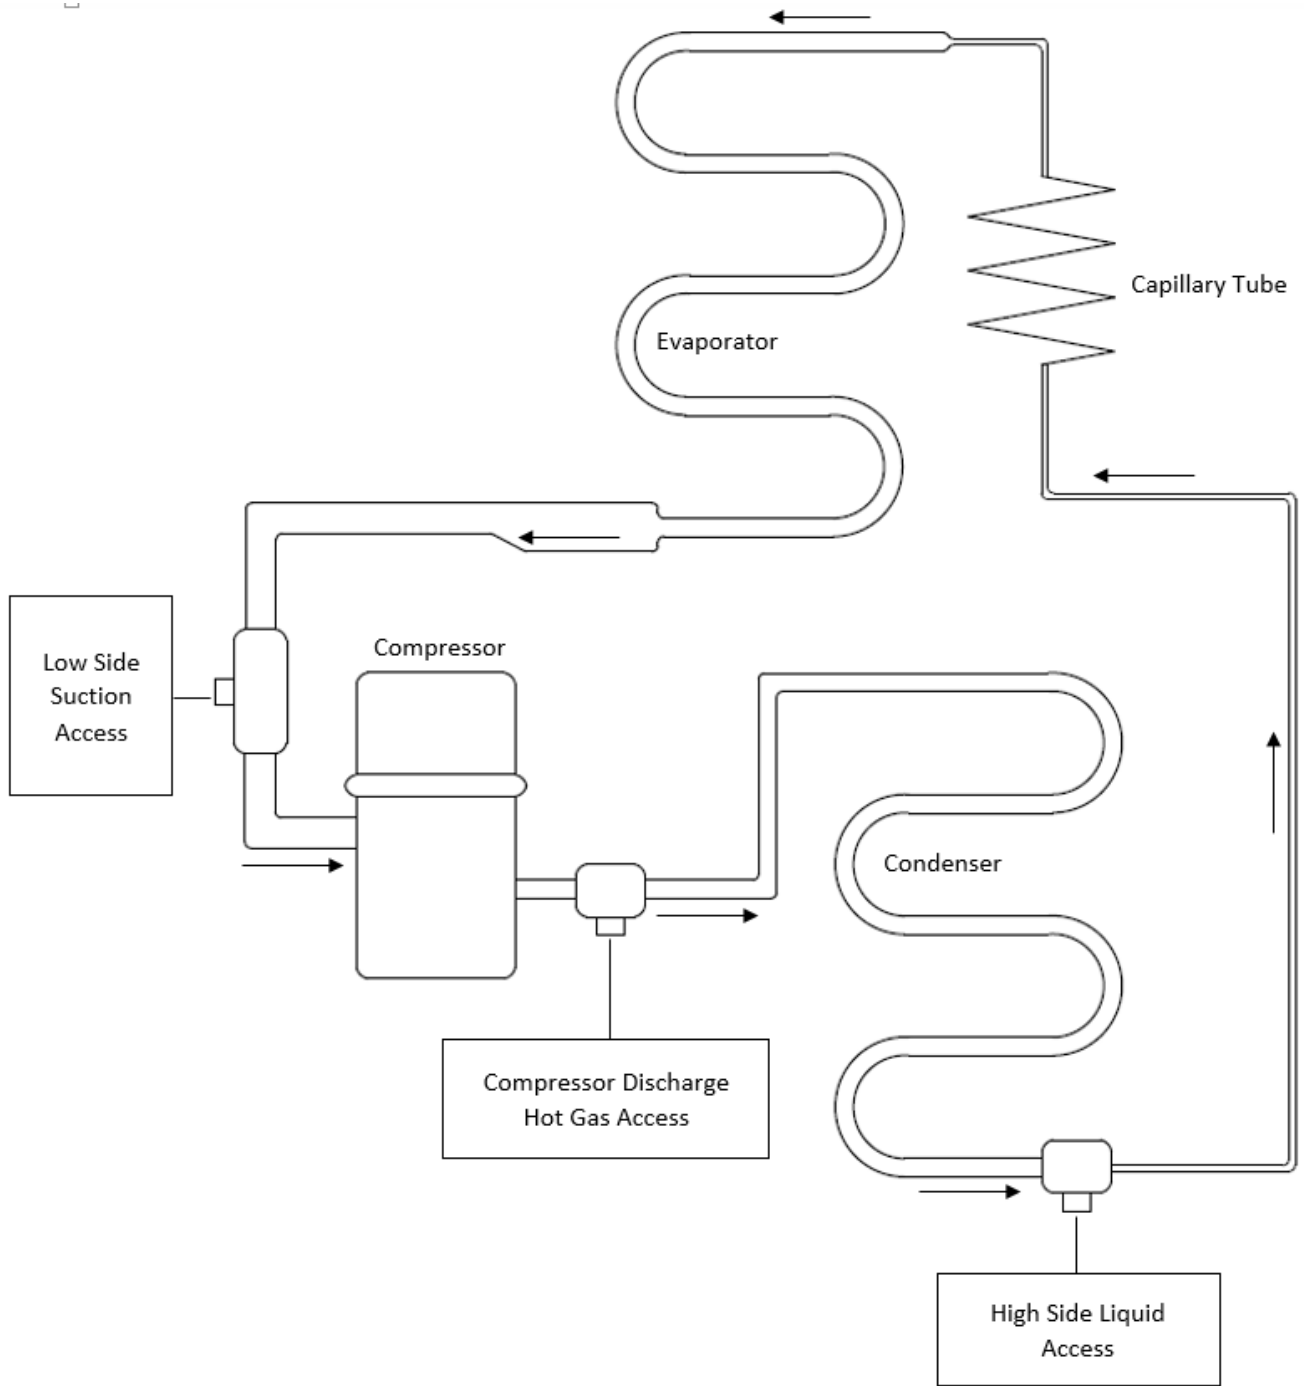 Capillary Tube
Evaporator
Compressor
Low Side
Suction
Access
Condenser
Compressor Discharge
Hot Gas Access
High Side Liquid
Access